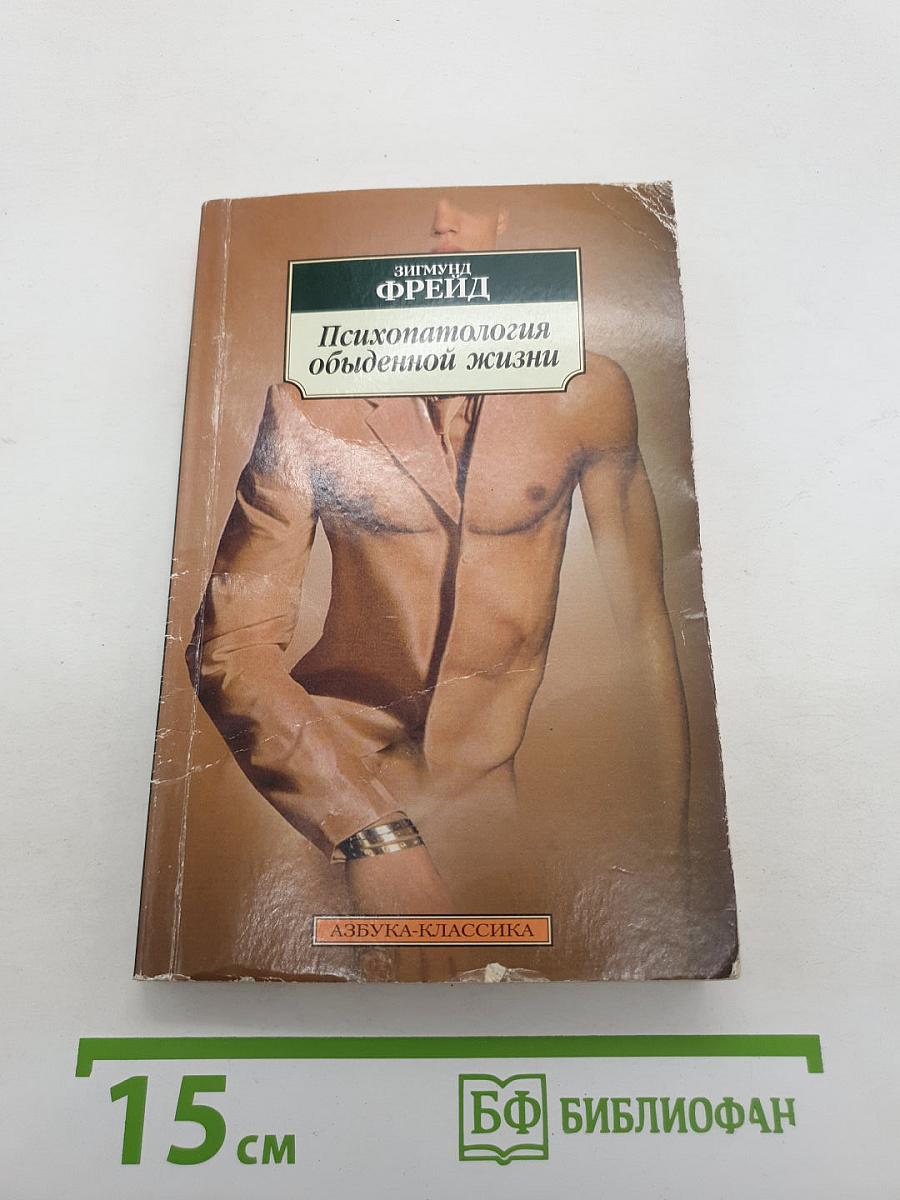 ЗИГМУНД
ФРЕЙД
Психопатология
обыденной жизни
АЗБУКА-КЛАССИКА
15 см
БФ БИБЛИОФАН